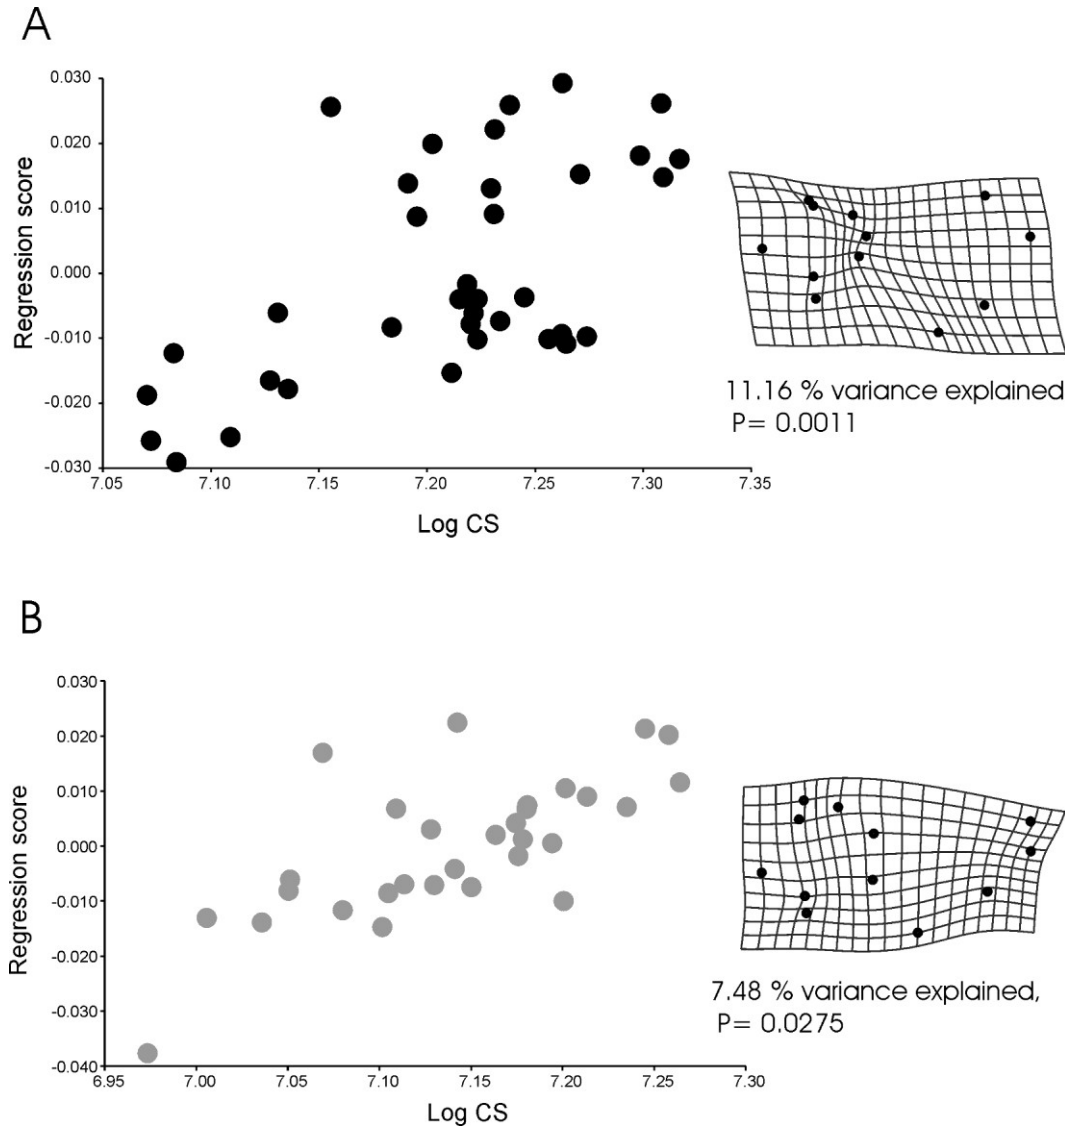 A
0.030
0.020
0.010
0.000
-0.010
-0.020
-0.030
Regression score
7.05 7.10 7.15 7.20 7.25 7.30 7.35
Log CS
11.16 % variance explained
P= 0.0011
B
0.030
0.020
0.010
0.000
-0.010
-0.020
-0.030
-0.040
Regression score
6.95 7.00 7.05 7.10 7.15 7.20 7.25 7.30
Log CS
7.48 % variance explained,
P= 0.0275